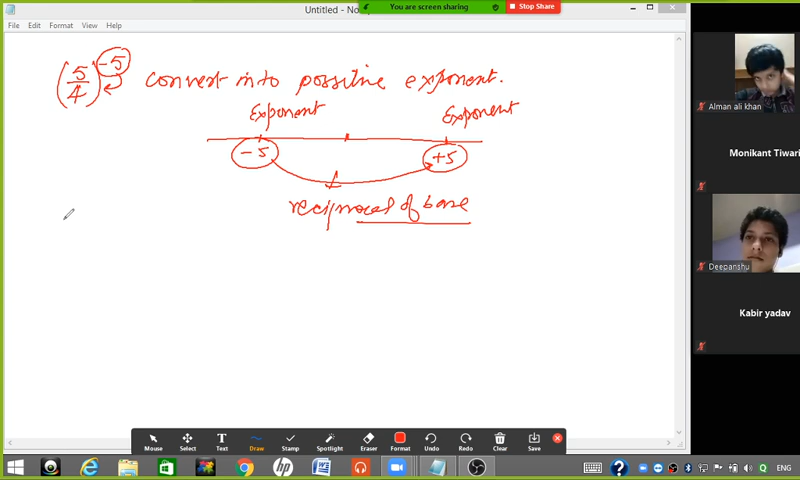 Untitled - No
You are screen sharing
Stop Share
File Edit Format View Help
(5/4)^-5 convert into possitive exponent.
Exponent Exponent
-5 +5
reciprocal of base
Alman ali khan
Monikant Tiwari
Deepanshu
Kabir yadav
Mouse Select Text Draw Stamp Spotlight Eraser Format Undo Redo Clear Save
ENG